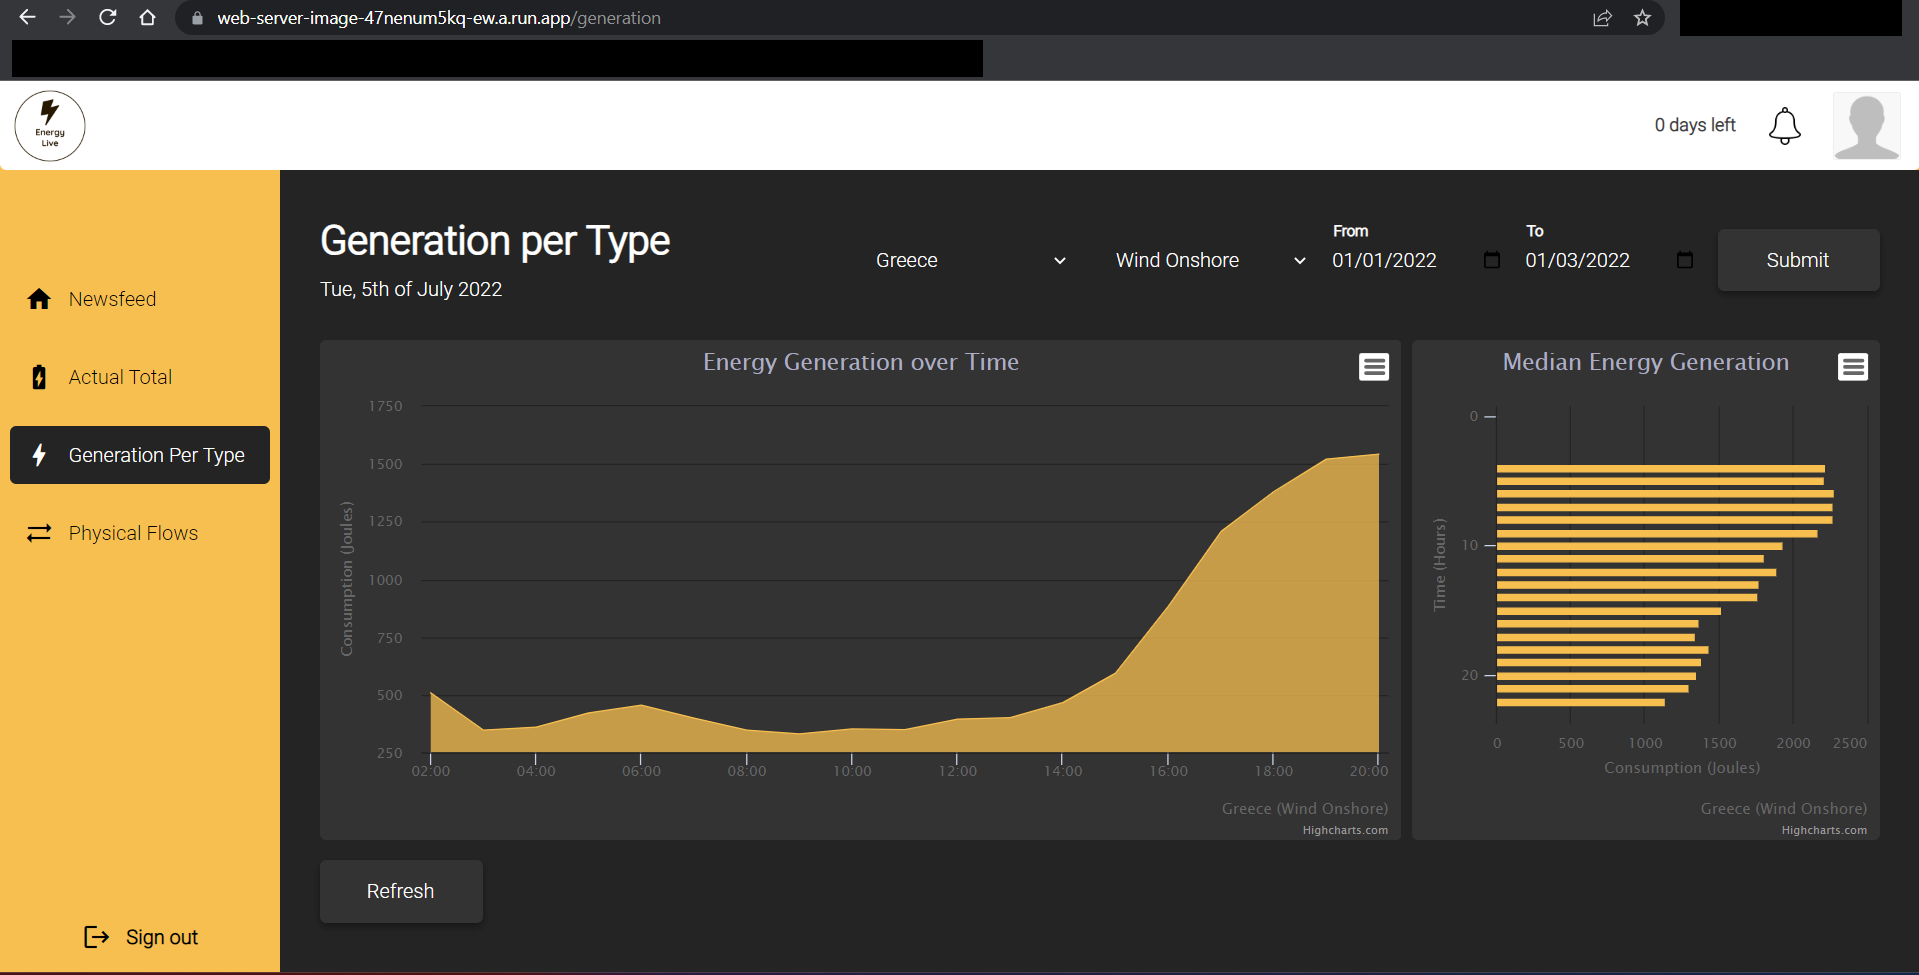 web-server-image-47nenum5kq-ew.a.run.app/generation
Energy
Live
0 days left
Generation per Type
Tue, 5th of July 2022
Greece
Wind Onshore
From
01/01/2022
To
01/03/2022
Submit
Newsfeed
Actual Total
Generation Per Type
Physical Flows
Sign out
Energy Generation over Time
Consumption (Joules)
1750
1500
1250
1000
750
500
250
02:00 04:00 06:00 08:00 10:00 12:00 14:00 16:00 18:00 20:00
Greece (Wind Onshore)
Highcharts.com
Median Energy Generation
Time (Hours)
0
10
20
0 500 1000 1500 2000 2500
Consumption (Joules)
Greece (Wind Onshore)
Highcharts.com
Refresh